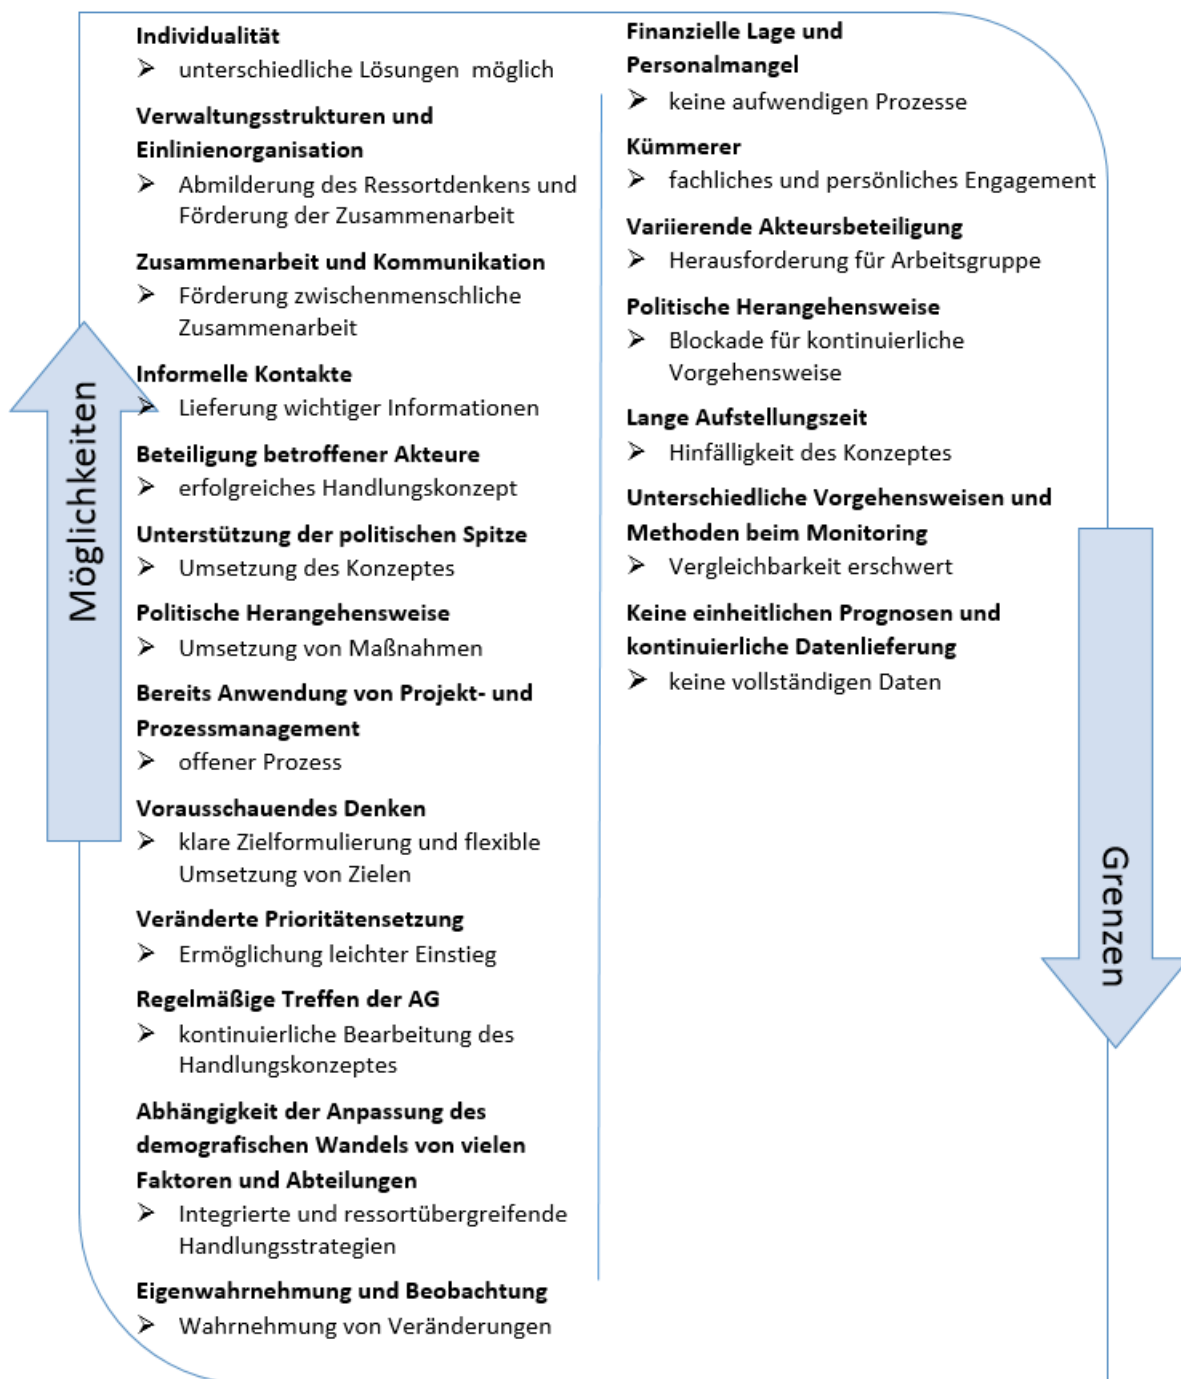 Möglichkeiten
Individualität
➢ unterschiedliche Lösungen möglich
Verwaltungsstrukturen und
Einlinienorganisation
➢ Abmilderung des Ressortdenkens und
Förderung der Zusammenarbeit
Zusammenarbeit und Kommunikation
➢ Förderung zwischenmenschliche
Zusammenarbeit
Informelle Kontakte
➢ Lieferung wichtiger Informationen
Beteiligung betroffener Akteure
➢ erfolgreiches Handlungskonzept
Unterstützung der politischen Spitze
➢ Umsetzung des Konzeptes
Politische Herangehensweise
➢ Umsetzung von Maßnahmen
Bereits Anwendung von Projekt- und
Prozessmanagement
➢ offener Prozess
Vorausschauendes Denken
➢ klare Zielformulierung und flexible
Umsetzung von Zielen
Veränderte Prioritätensetzung
➢ Ermöglichung leichter Einstieg
Regelmäßige Treffen der AG
➢ kontinuierliche Bearbeitung des
Handlungskonzeptes
Abhängigkeit der Anpassung des
demografischen Wandels von vielen
Faktoren und Abteilungen
➢ Integrierte und ressortübergreifende
Handlungsstrategien
Eigenwahrnehmung und Beobachtung
➢ Wahrnehmung von Veränderungen
Finanzielle Lage und
Personalmangel
➢ keine aufwendigen Prozesse
Kümmerer
➢ fachliches und persönliches Engagement
Variierende Akteursbeteiligung
➢ Herausforderung für Arbeitsgruppe
Politische Herangehensweise
➢ Blockade für kontinuierliche
Vorgehensweise
Lange Aufstellungszeit
➢ Hinfälligkeit des Konzeptes
Unterschiedliche Vorgehensweisen und
Methoden beim Monitoring
➢ Vergleichbarkeit erschwert
Keine einheitlichen Prognosen und
kontinuierliche Datenlieferung
➢ keine vollständigen Daten
Grenzen